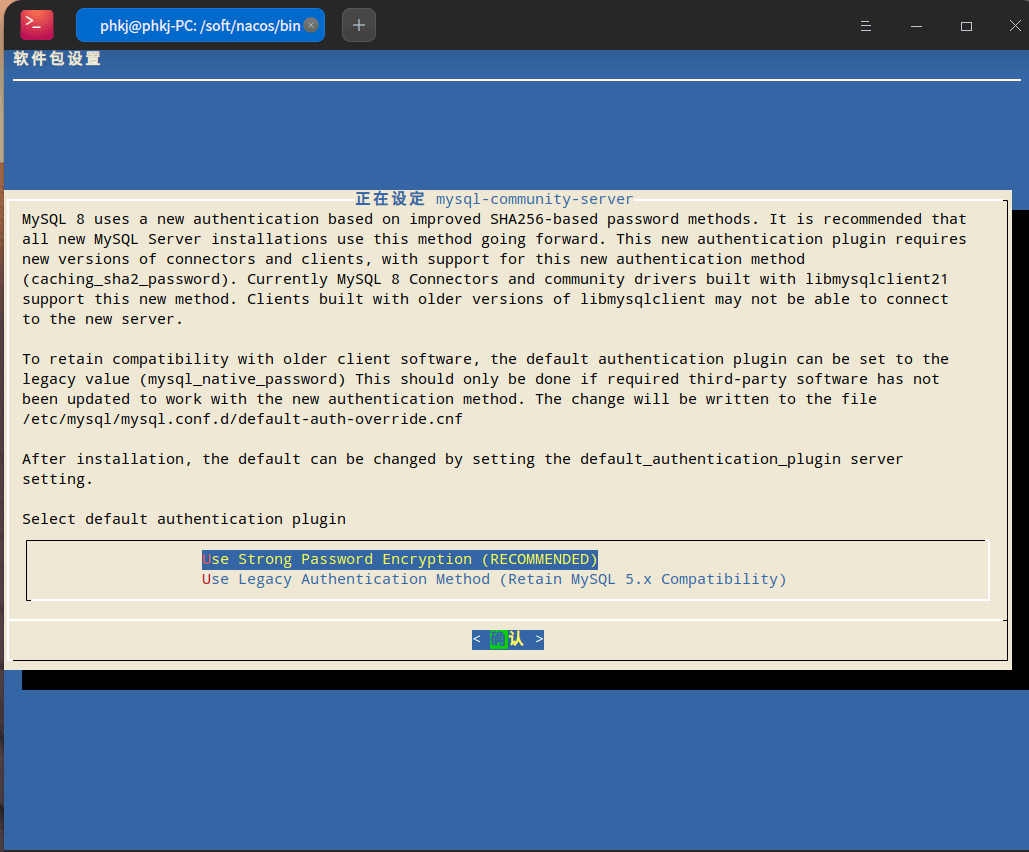 >_
phkj@phkj-PC: /soft/nacos/bin
软件包设置
正在设定 mysql-community-server
MySQL 8 uses a new authentication based on improved SHA256-based password methods. It is recommended that
all new MySQL Server installations use this method going forward. This new authentication plugin requires
new versions of connectors and clients, with support for this new authentication method
(caching_sha2_password). Currently MySQL 8 Connectors and community drivers built with libmysqlclient21
support this new method. Clients built with older versions of libmysqlclient may not be able to connect
to the new server.
To retain compatibility with older client software, the default authentication plugin can be set to the
legacy value (mysql_native_password) This should only be done if required third-party software has not
been updated to work with the new authentication method. The change will be written to the file
/etc/mysql/mysql.conf.d/default-auth-override.cnf
After installation, the default can be changed by setting the default_authentication_plugin server
setting.
Select default authentication plugin
Use Strong Password Encryption (RECOMMENDED)
Use Legacy Authentication Method (Retain MySQL 5.x Compatibility)
< 确认 >